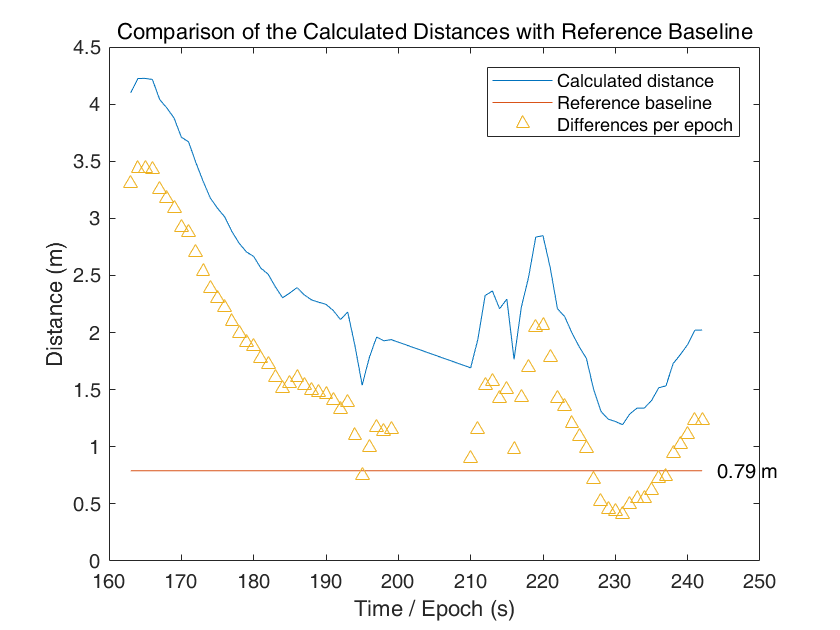 Comparison of the Calculated Distances with Reference Baseline
4.5
4
3.5
3
2.5
2
1.5
1
0.5
0
Distance (m)
Calculated distance
Reference baseline
Differences per epoch
0.79 m
160 170 180 190 200 210 220 230 240 250
Time / Epoch (s)